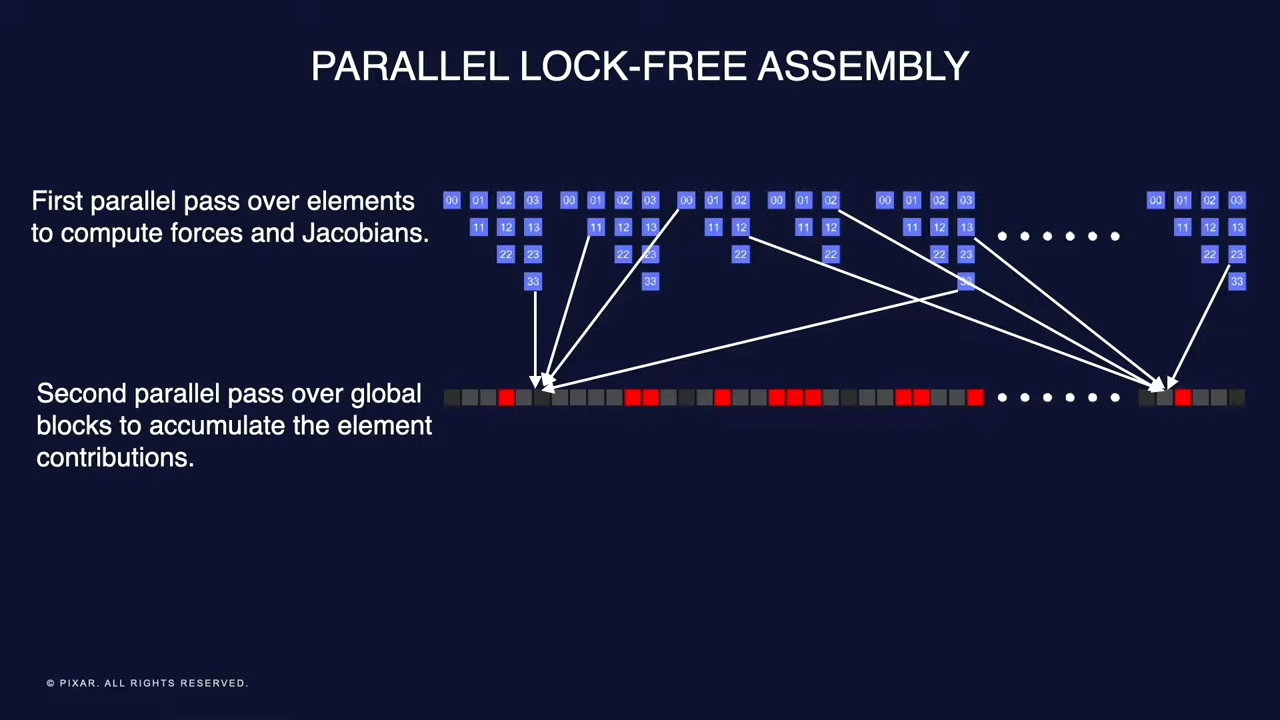 PARALLEL LOCK-FREE ASSEMBLY
First parallel pass over elements
to compute forces and Jacobians.
00 01 02 03 00 01 02 03 00 01 02 00 01 02 00 01 02 03 00 01 02 03
11 12 13 11 12 13 11 12 11 12 11 12 13 11 12 13
22 23 22 23 22 22 22 23 22 23
33 33 33 33
Second parallel pass over global
blocks to accumulate the element
contributions.
© PIXAR. ALL RIGHTS RESERVED.